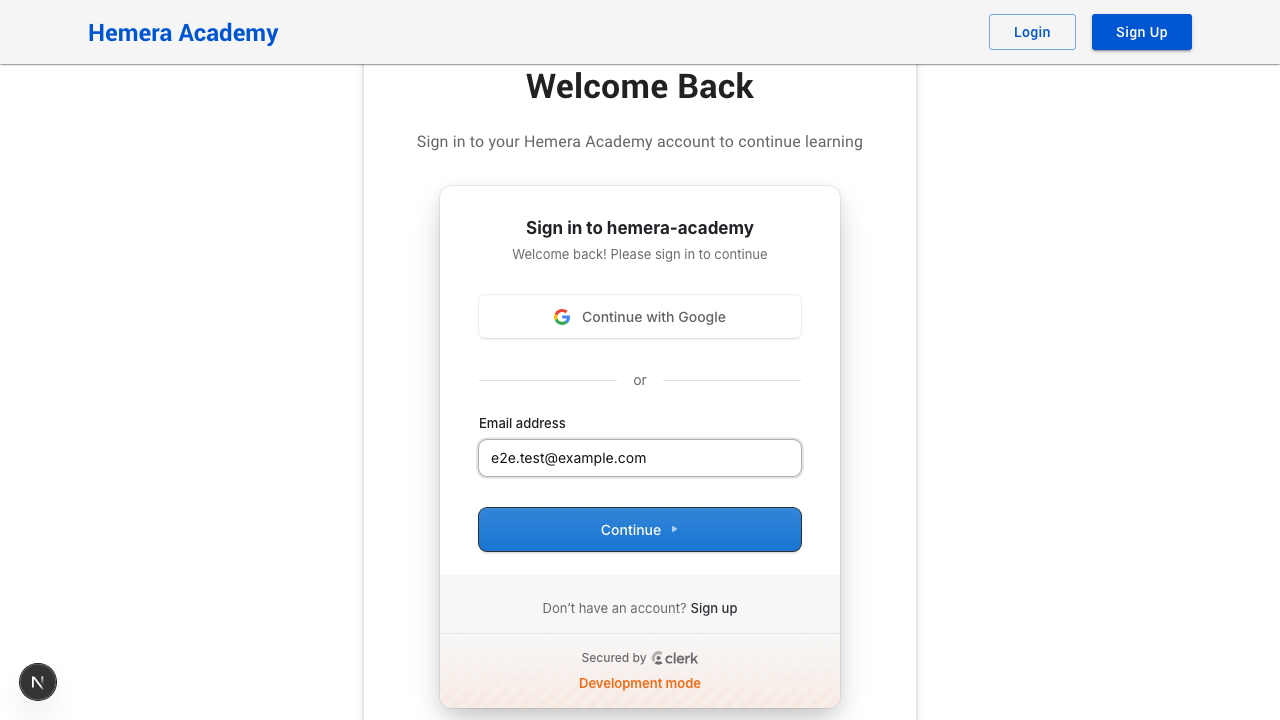 Hemera Academy
Login
Sign Up
Welcome Back
Sign in to your Hemera Academy account to continue learning
Sign in to hemera-academy
Welcome back! Please sign in to continue
Continue with Google
or
Email address
e2e.test@example.com
Continue
Don't have an account? Sign up
Secured by clerk
Development mode
N